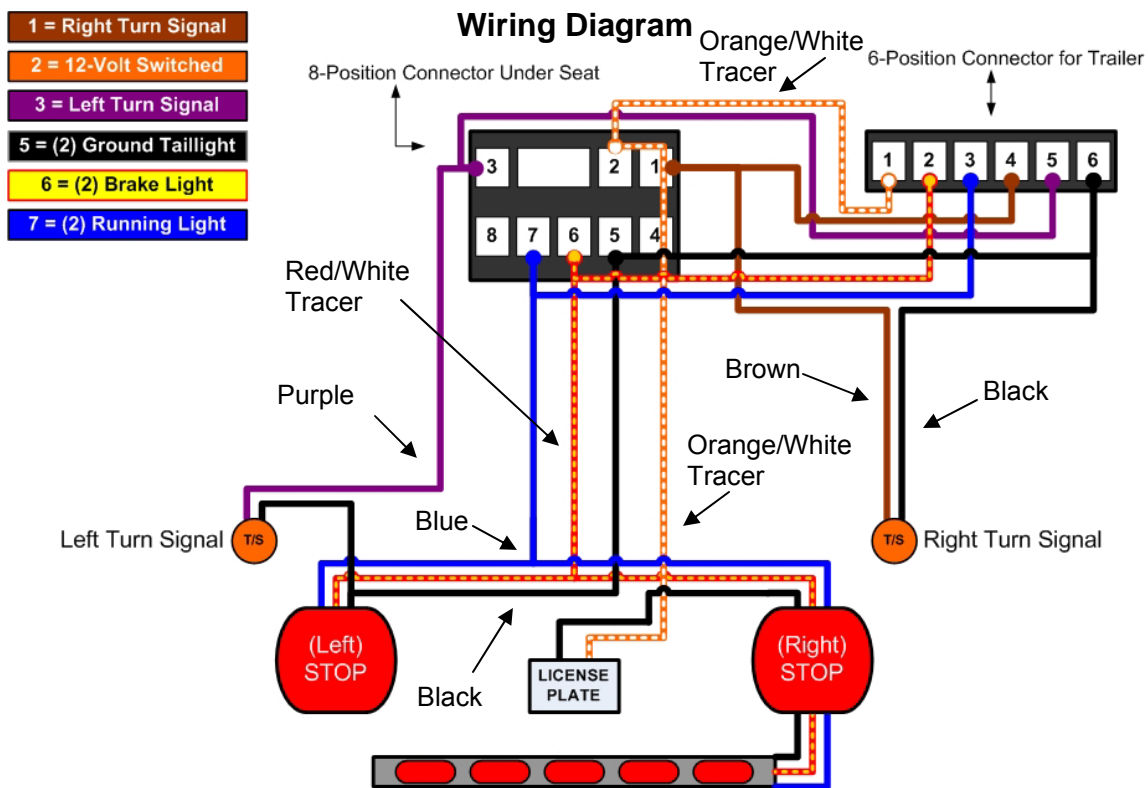 Wiring Diagram
1 = Right Turn Signal
2 = 12-Volt Switched
3 = Left Turn Signal
5 = (2) Ground Taillight
6 = (2) Brake Light
7 = (2) Running Light
8-Position Connector Under Seat
Orange/White
Tracer
6-Position Connector for Trailer
3 2 1
8 7 6 5 4
1 2 3 4 5 6
Red/White
Tracer
Purple
Brown
Black
Orange/White
Tracer
Blue
Left Turn Signal
T/S
T/S
Right Turn Signal
Black
(Left)
STOP
LICENSE
PLATE
(Right)
STOP